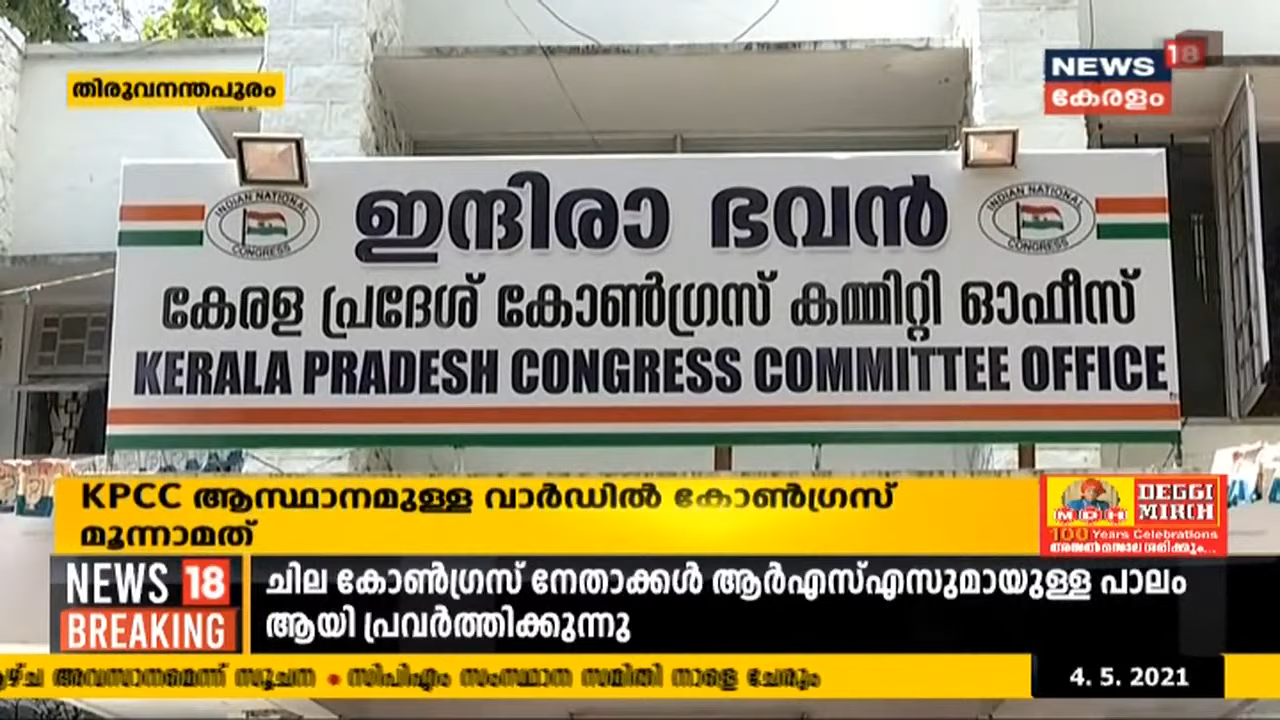 തിരുവനന്തപുരം
NEWS 18
കേരളം
INDIAN NATIONAL CONGRESS
ഇന്ദിരാ ഭവൻ
INDIAN NATIONAL CONGRESS
കേരള പ്രദേശ് കോൺഗ്രസ് കമ്മിറ്റി ഓഫീസ്
KERALA PRADESH CONGRESS COMMITTEE OFFICE
KPCC ആസ്ഥാനമുള്ള വാർഡിൽ കോൺഗ്രസ്
മൂന്നാമത്
MDH
DEGGI
MIRCH
100 Years Celebrations
NEWS 18
BREAKING
ചില കോൺഗ്രസ് നേതാക്കൾ ആർഎസ്എസുമായുള്ള പാലം
ആയി പ്രവർത്തിക്കുന്നു
അവസാനമെന്ന് സൂചന • സിപിഎം സംസ്ഥാന സമിതി നാളെ ചേരും
4. 5. 2021